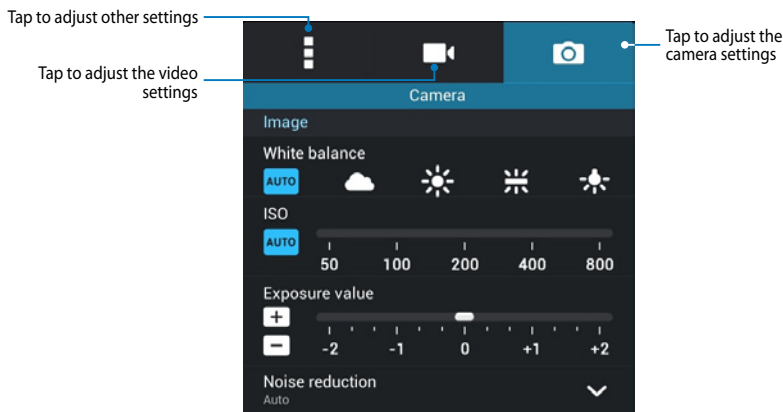 Tap to adjust other settings
Tap to adjust the video
settings
Tap to adjust the
camera settings
Camera
Image
White balance
AUTO
ISO
AUTO
50 100 200 400 800
Exposure value
+
-2 -1 0 +1 +2
−
Noise reduction
Auto